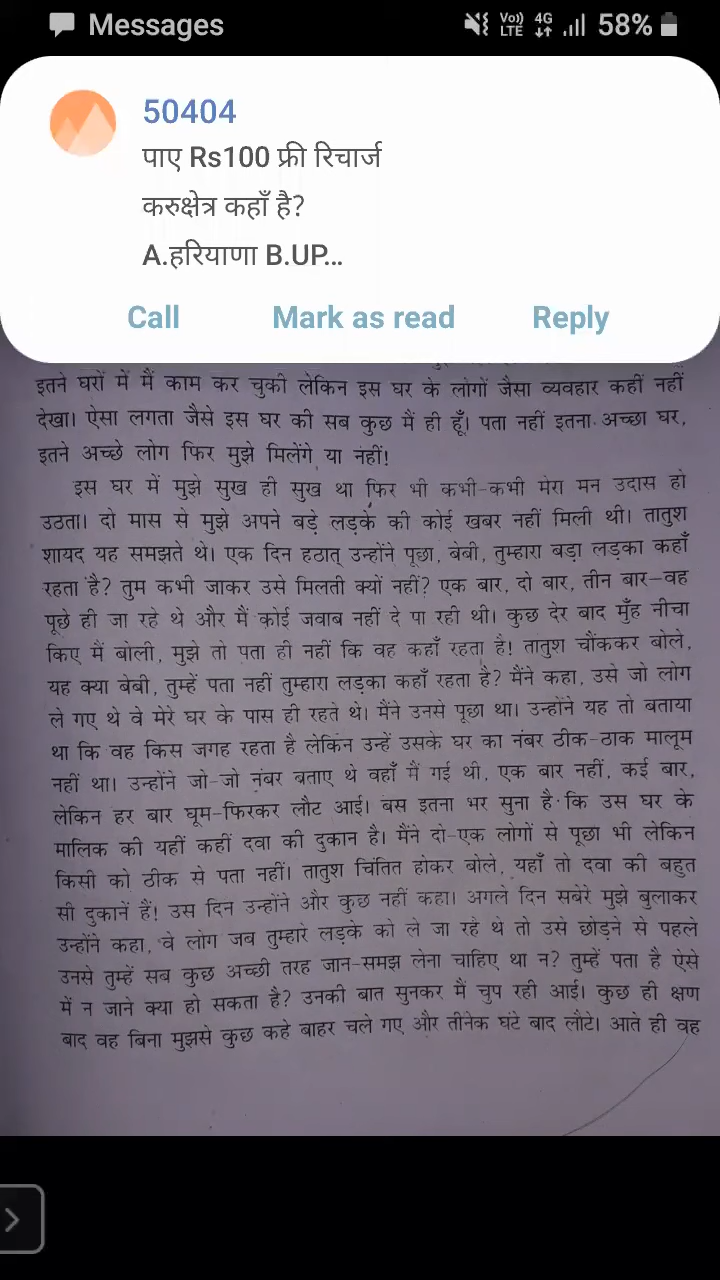 Messages
Vo)) LTE 4G 58%
50404
पाए Rs100 फ्री रिचार्ज
करुक्षेत्र कहाँ है?
A.हरियाणा B.UP...
Call Mark as read Reply
इतने घरों में मैं काम कर चुकी लेकिन इस घर के लोगों जैसा व्यवहार कहीं नहीं
देखा। ऐसा लगता जैसे इस घर की सब कुछ मैं ही हूँ। पता नहीं इतना अच्छा घर,
इतने अच्छे लोग फिर मुझे मिलेंगे या नहीं!
इस घर में मुझे सुख ही सुख था फिर भी कभी-कभी मेरा मन उदास हो
उठता। दो मास से मुझे अपने बड़े लड़के की कोई खबर नहीं मिली थी। तातुश
शायद यह समझते थे। एक दिन हठात् उन्होंने पूछा, बेबी, तुम्हारा बड़ा लड़का कहाँ
रहता है? तुम कभी जाकर उसे मिलती क्यों नहीं? एक बार, दो बार, तीन बार–वह
पूछे ही जा रहे थे और मैं कोई जवाब नहीं दे पा रही थी। कुछ देर बाद मुँह नीचा
किए मैं बोली, मुझे तो पता ही नहीं कि वह कहाँ रहता है! तातुश चौंककर बोले,
यह क्या बेबी, तुम्हें पता नहीं तुम्हारा लड़का कहाँ रहता है? मैंने कहा, उसे जो लोग
ले गए थे वे मेरे घर के पास ही रहते थे। मैंने उनसे पूछा था। उन्होंने यह तो बताया
था कि वह किस जगह रहता है लेकिन उन्हें उसके घर का नंबर ठीक-ठाक मालूम
नहीं था। उन्होंने जो-जो नंबर बताए थे वहाँ मैं गई थी, एक बार नहीं, कई बार,
लेकिन हर बार घूम-फिरकर लौट आई। बस इतना भर सुना है कि उस घर के
मालिक की यहीं कहीं दवा की दुकान है। मैंने दो-एक लोगों से पूछा भी लेकिन
किसी को ठीक से पता नहीं। तातुश चिंतित होकर बोले, यहाँ तो दवा की बहुत
सी दुकानें हैं! उस दिन उन्होंने और कुछ नहीं कहा। अगले दिन सबेरे मुझे बुलाकर
उन्होंने कहा, वे लोग जब तुम्हारे लड़के को ले जा रहे थे तो उसे छोड़ने से पहले
उनसे तुम्हें सब कुछ अच्छी तरह जान-समझ लेना चाहिए था न? तुम्हें पता है ऐसे
में न जाने क्या हो सकता है? उनकी बात सुनकर मैं चुप रही आई। कुछ ही क्षण
बाद वह बिना मुझसे कुछ कहे बाहर चले गए और तीनेक घंटे बाद लौटे। आते ही वह